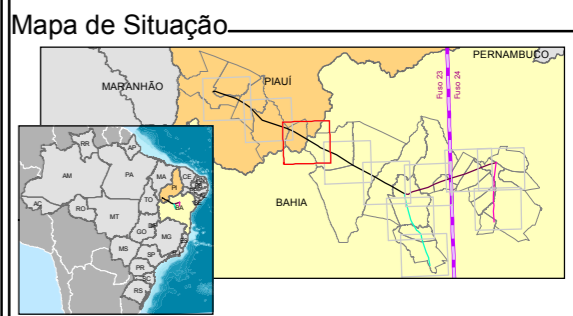 Mapa de Situação
PERNAMBUCO
MARANHÃO
PIAUÍ
Fuso 23
Fuso 24
BAHIA
RR
AP
AM
PA
MA
CE
PI
AC
RO
TO
BA
MT
GO
MG
MS
SP
PR
SC
RS